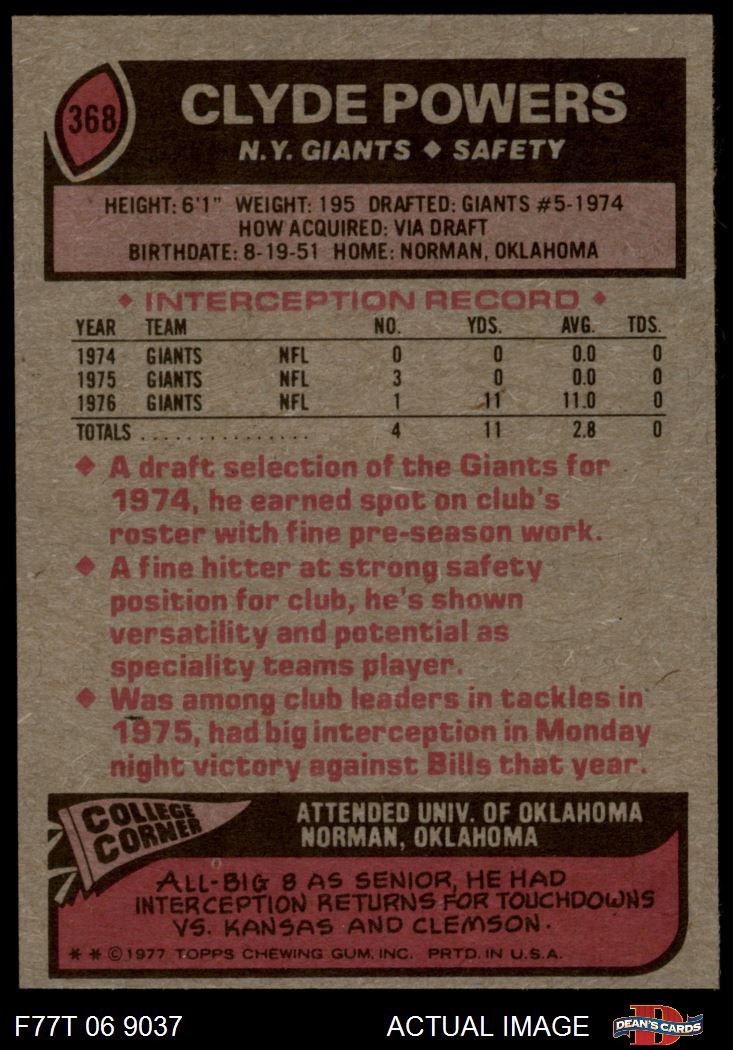 368
CLYDE POWERS
N.Y. GIANTS ◆ SAFETY
HEIGHT: 6'1" WEIGHT: 195 DRAFTED: GIANTS #5-1974
HOW ACQUIRED: VIA DRAFT
BIRTHDATE: 8-19-51 HOME: NORMAN, OKLAHOMA
◆ INTERCEPTION RECORD ◆
YEAR TEAM NO. YDS. AVG. TDS.
1974 GIANTS NFL 0 0 0.0 0
1975 GIANTS NFL 3 0 0.0 0
1976 GIANTS NFL 1 11 11.0 0
TOTALS ................ 4 11 2.8 0
◆ A draft selection of the Giants for
1974, he earned spot on club's
roster with fine pre-season work.
◆ A fine hitter at strong safety
position for club, he's shown
versatility and potential as
speciality teams player.
◆ Was among club leaders in tackles in
1975, had big interception in Monday
night victory against Bills that year.
COLLEGE
CORNER
ATTENDED UNIV. OF OKLAHOMA
NORMAN, OKLAHOMA
ALL-BIG 8 AS SENIOR, HE HAD
INTERCEPTION RETURNS FOR TOUCHDOWNS
VS. KANSAS AND CLEMSON.
* * © 1977 TOPPS CHEWING GUM, INC. PRTD. IN U.S.A.
F77T 06 9037 ACTUAL IMAGE
D
DEAN'S CARDS